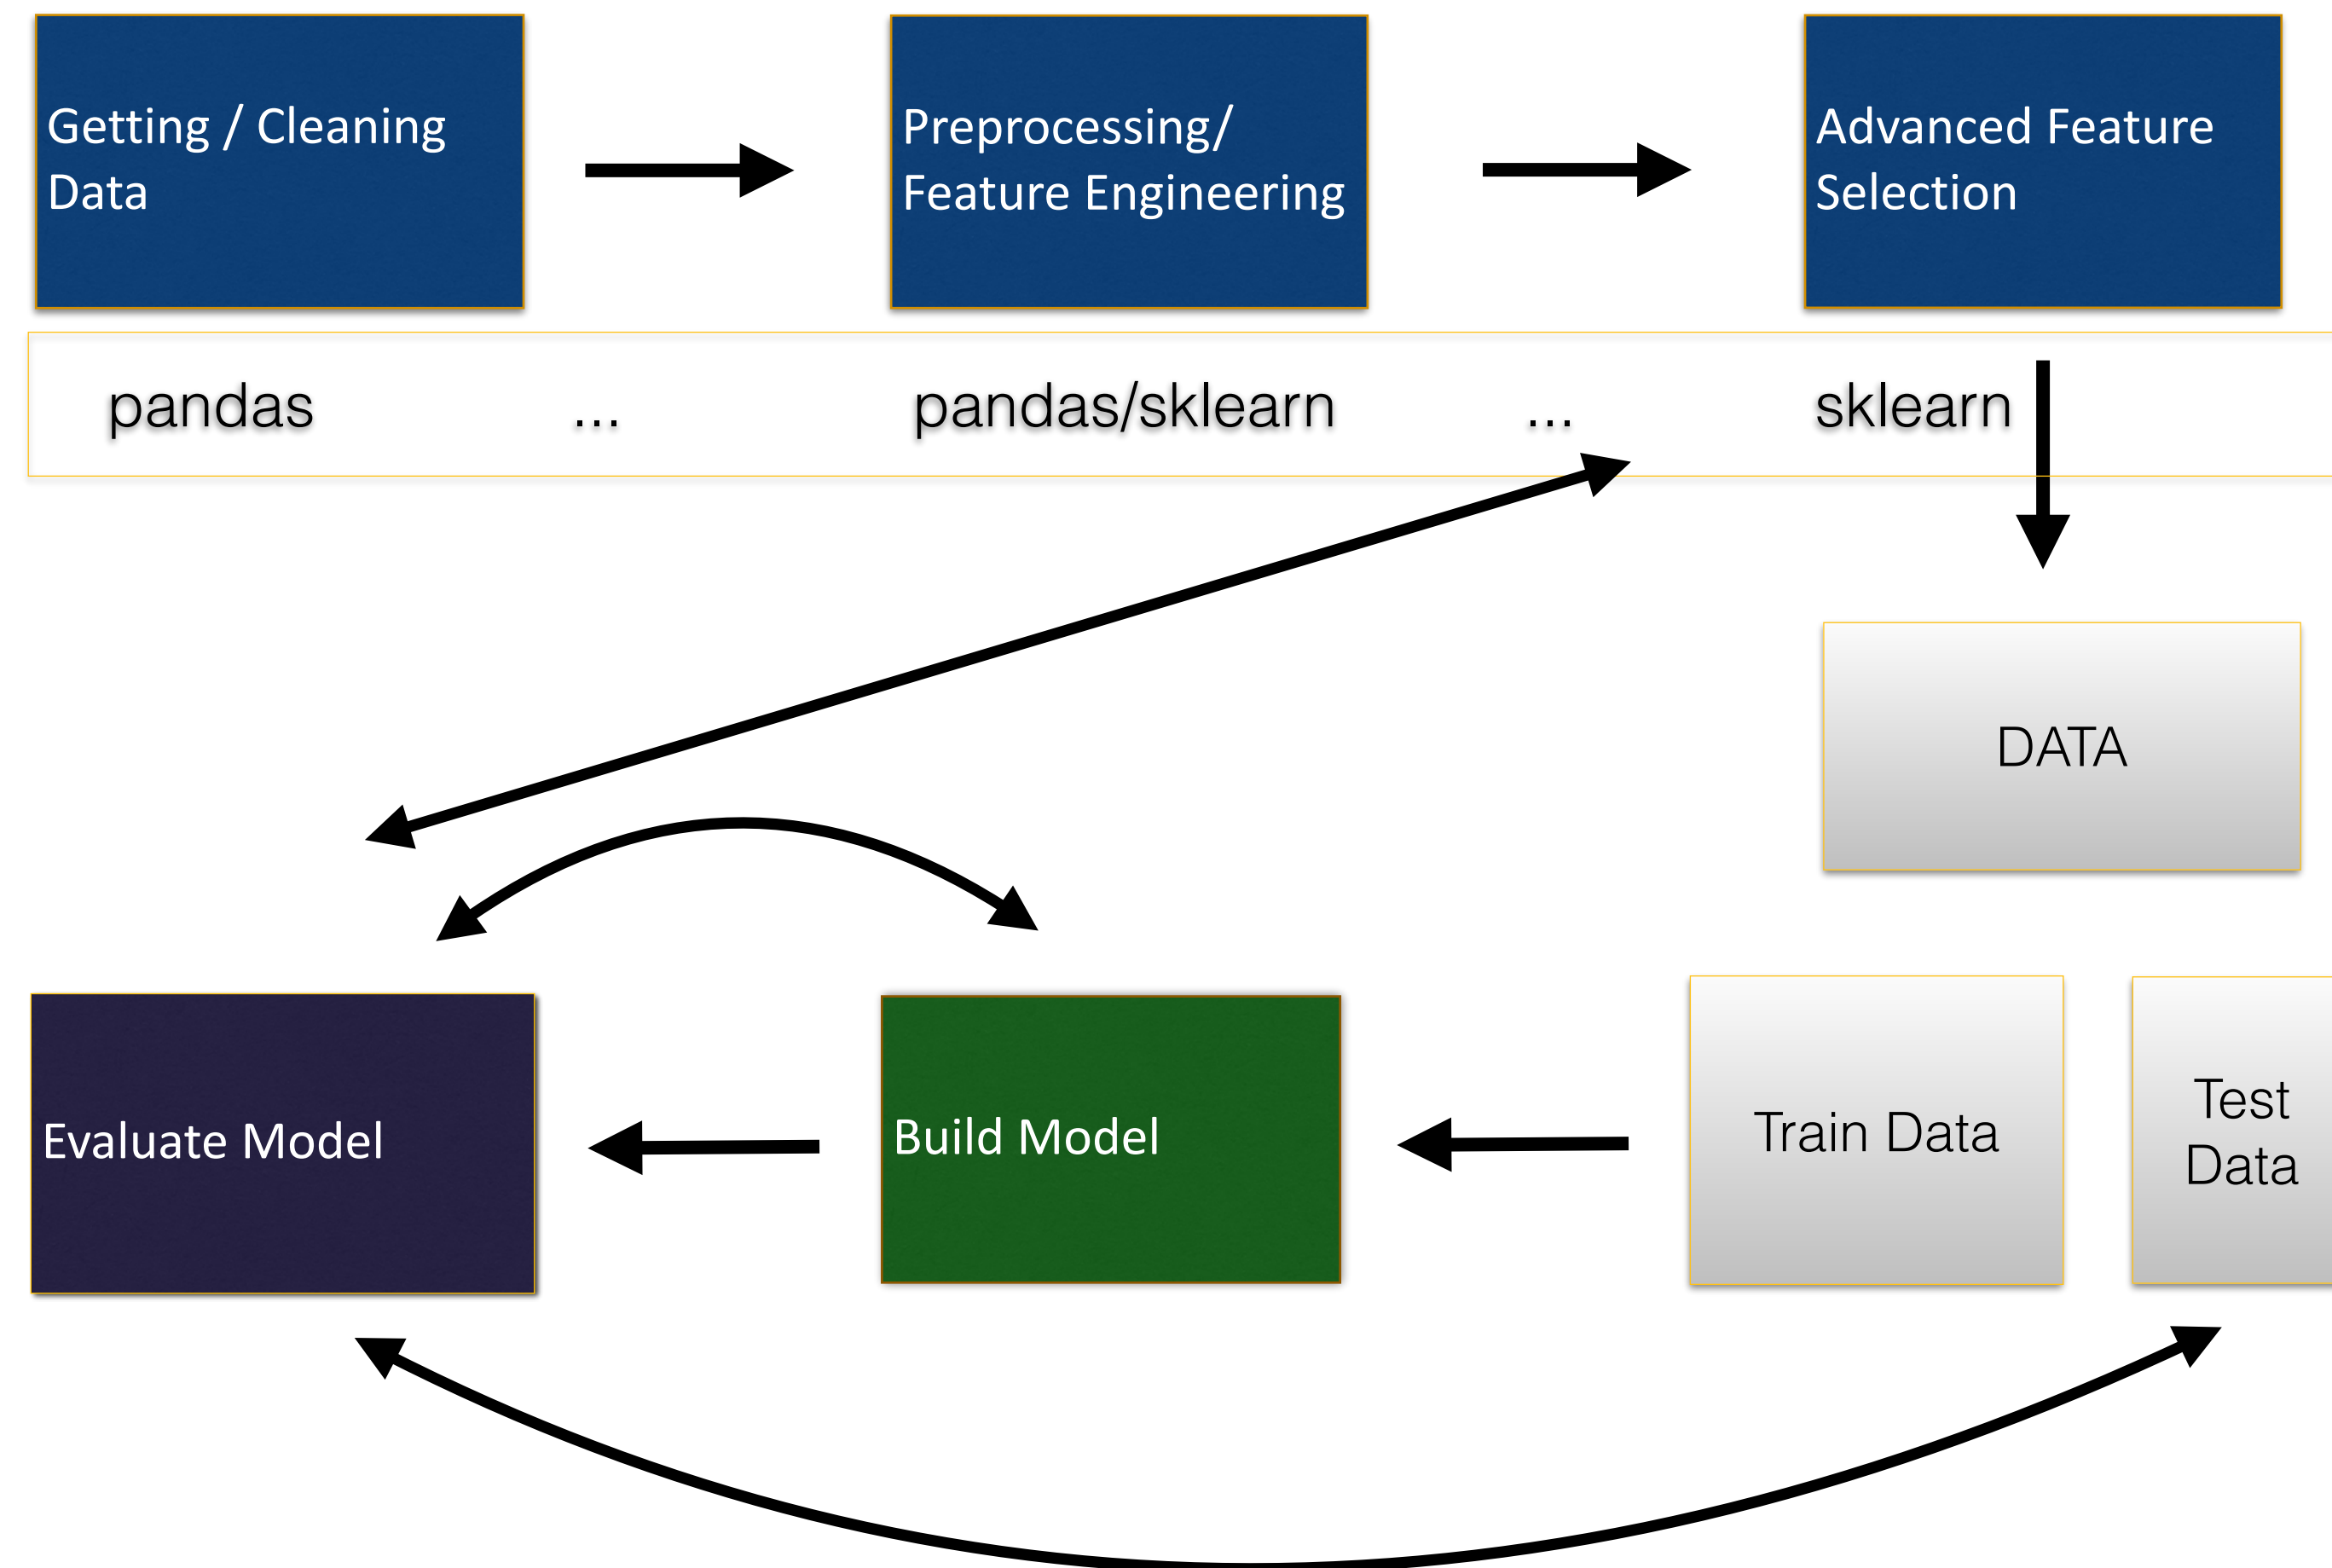 Getting / Cleaning
Data
Preprocessing/
Feature Engineering
Advanced Feature
Selection
pandas ... pandas/sklearn ... sklearn
DATA
Evaluate Model
Build Model
Train Data
Test
Data